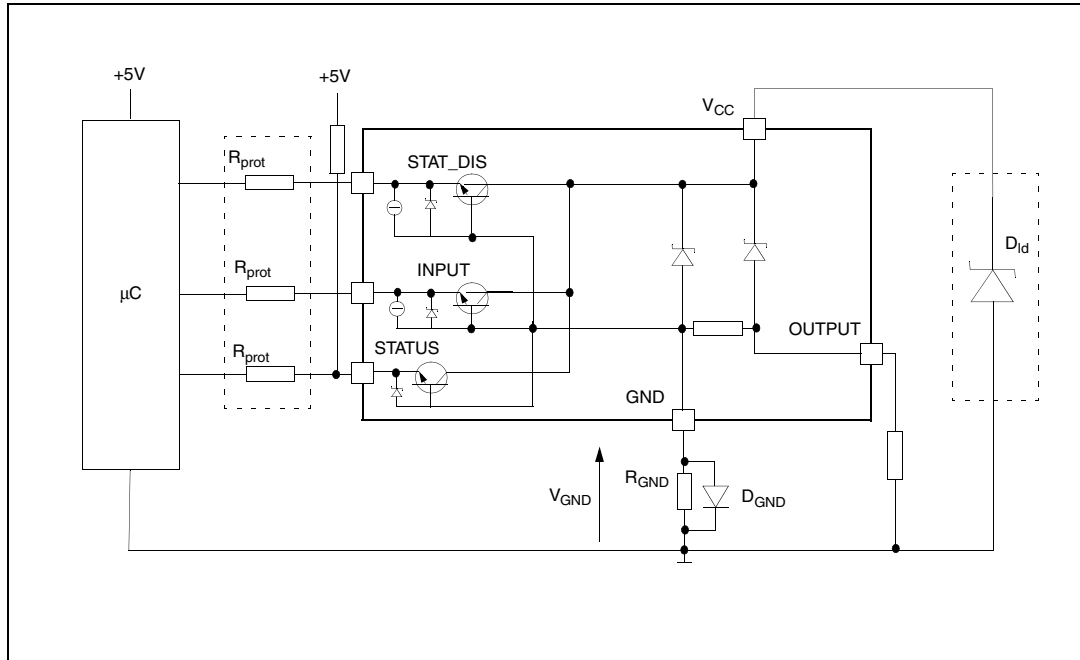 +5V
+5V
V_CC
R_prot
STAT_DIS
D_ld
R_prot
INPUT
μC
OUTPUT
R_prot
STATUS
GND
R_GND
D_GND
V_GND